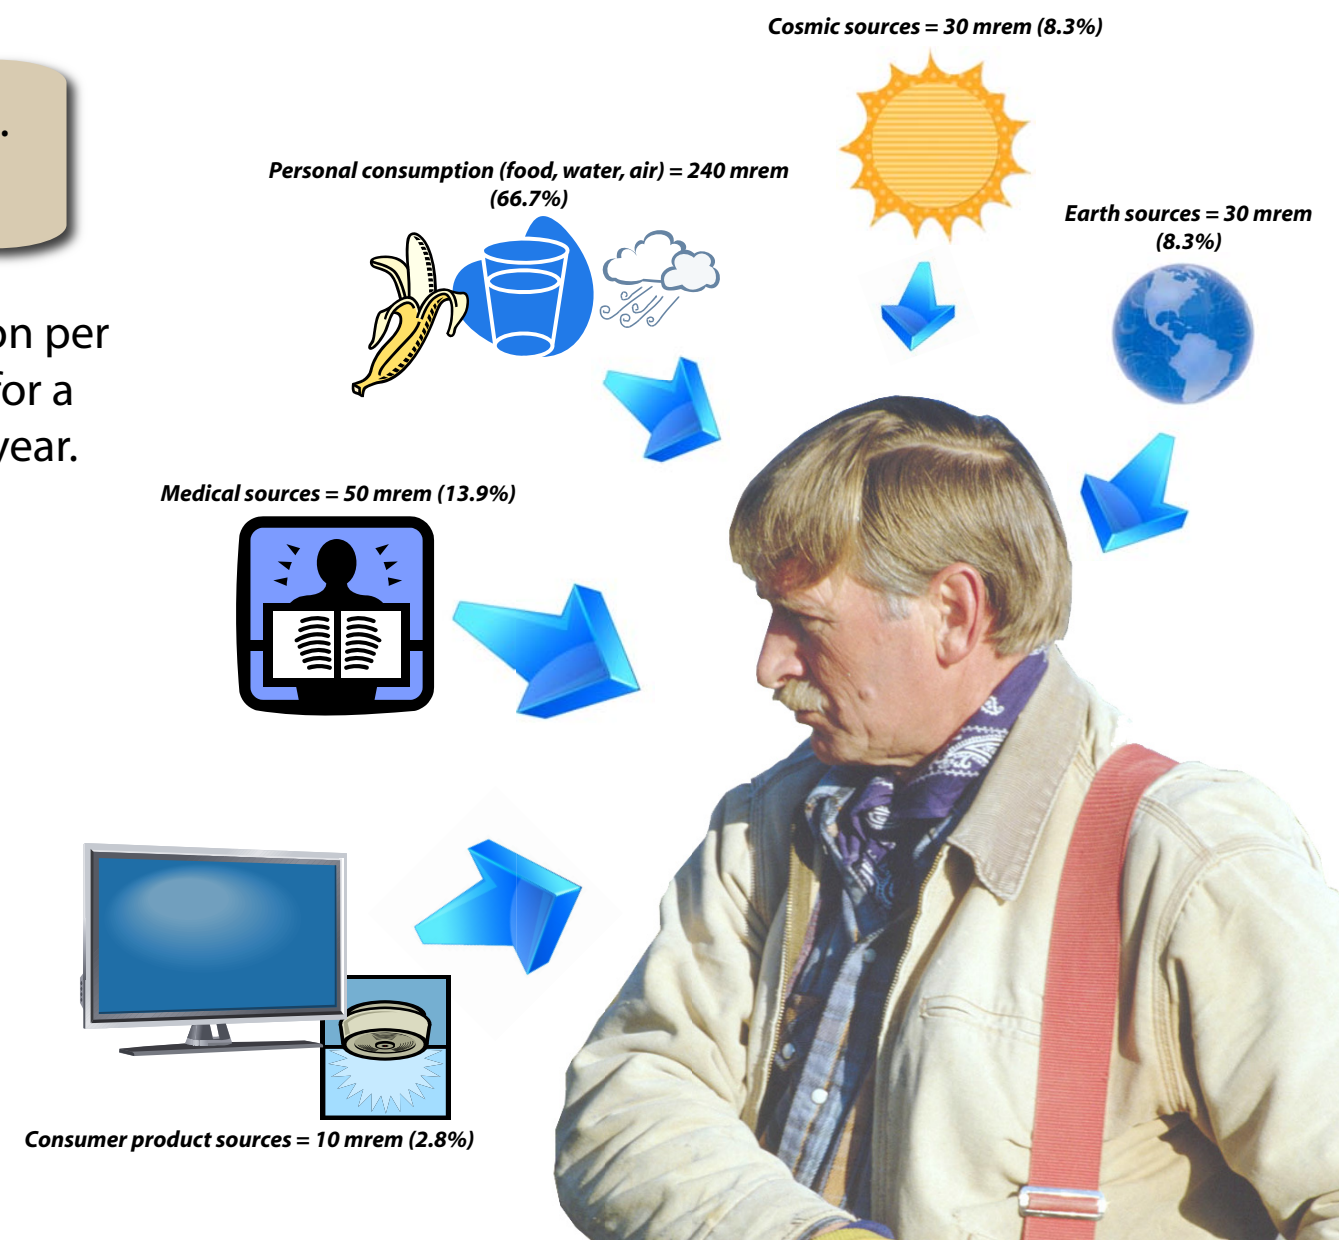 Cosmic sources = 30 mrem (8.3%)
.
Personal consumption (food, water, air) = 240 mrem
(66.7%)
Earth sources = 30 mrem
(8.3%)
on per
for a
year.
Medical sources = 50 mrem (13.9%)
Consumer product sources = 10 mrem (2.8%)